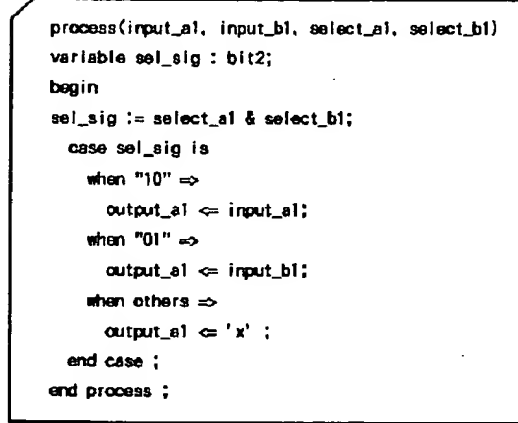 process(input_a1, input_b1, select_a1, select_b1)
variable sel_sig : bit2;
begin
sel_sig := select_a1 & select_b1;
case sel_sig is
when "10" =>
output_a1 <= input_a1;
when "01" =>
output_a1 <= input_b1;
when others =>
output_a1 <= 'x' ;
end case ;
end process ;